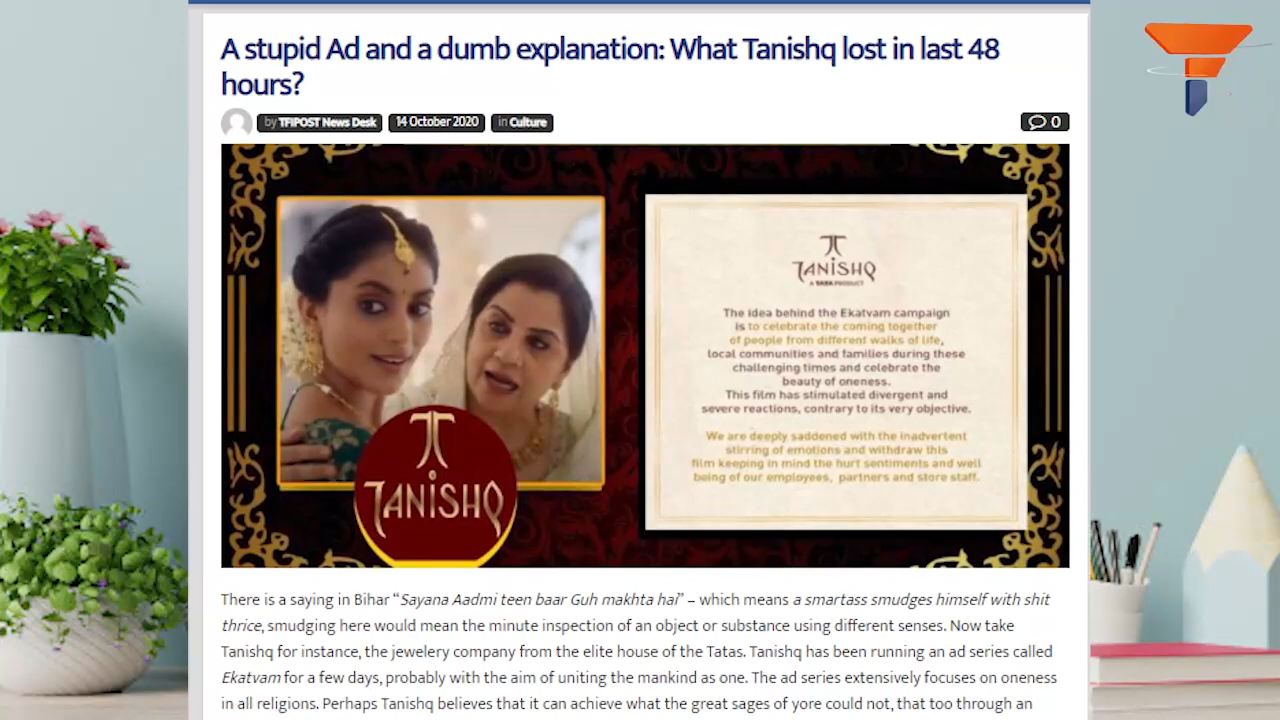 A stupid Ad and a dumb explanation: What Tanishq lost in last 48
hours?
by TFIPOST News Desk
14 October 2020
in Culture
0
TANISHQ
A TATA PRODUCT
The idea behind the Ekatvam campaign
is to celebrate the coming together
of people from different walks of life,
local communities and families during these
challenging times and celebrate the
beauty of oneness.
This film has stimulated divergent and
severe reactions, contrary to its very objective.
We are deeply saddened with the inadvertent
stirring of emotions and withdraw this
film keeping in mind the hurt sentiments and well
being of our employees, partners and store staff.
TANISHQ
There is a saying in Bihar “Sayana Aadmi teen baar Guh makhta hai” – which means a smartass smudges himself with shit
thrice, smudging here would mean the minute inspection of an object or substance using different senses. Now take
Tanishq for instance, the jewelery company from the elite house of the Tatas. Tanishq has been running an ad series called
Ekatvam for a few days, probably with the aim of uniting the mankind as one. The ad series extensively focuses on oneness
in all religions. Perhaps Tanishq believes that it can achieve what the great sages of yore could not, that too through an